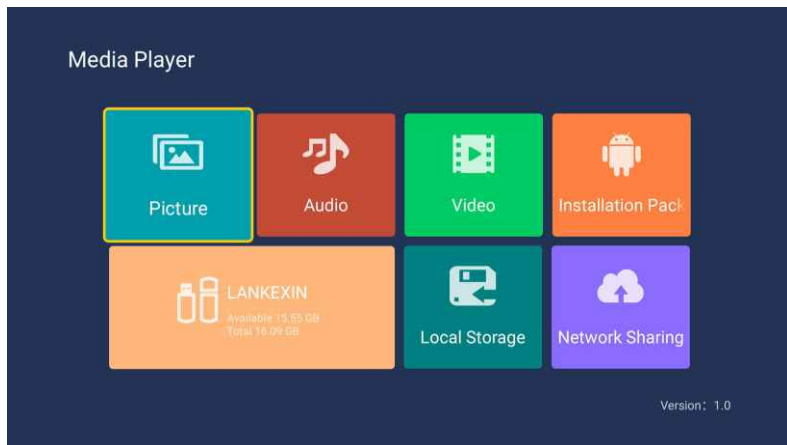 Media Player
Picture
Audio
Video
Installation Pack
LANKEXIN
Available 15.55 GB
Total 16.09 GB
Local Storage
Network Sharing
Version: 1.0